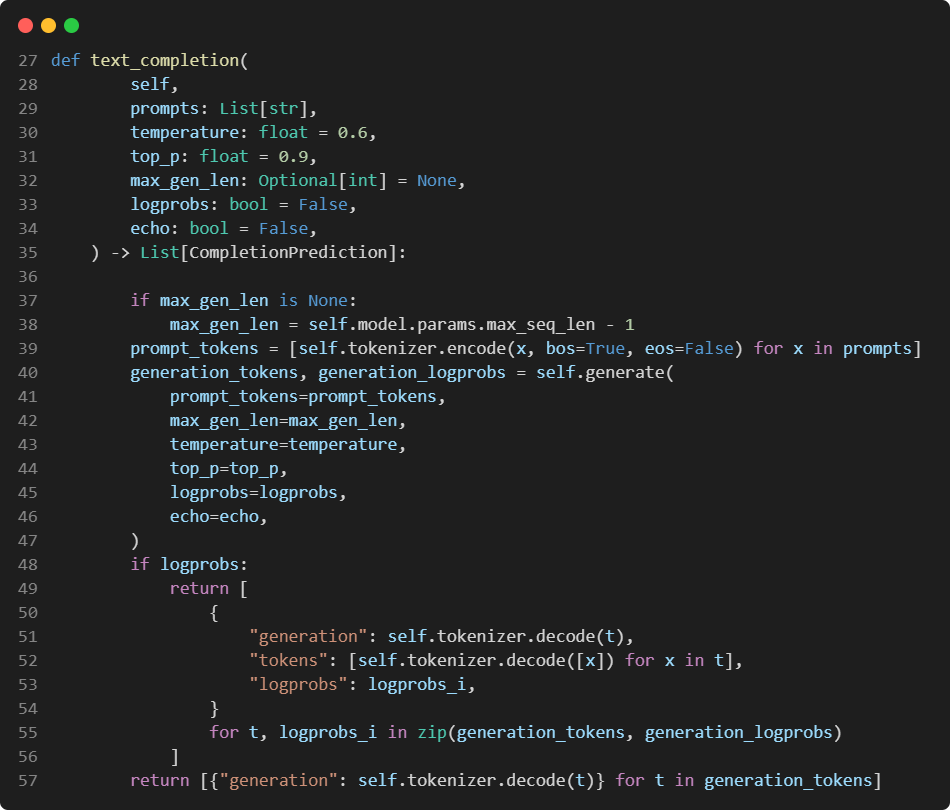 27 def text_completion(
28         self,
29         prompts: List[str],
30         temperature: float = 0.6,
31         top_p: float = 0.9,
32         max_gen_len: Optional[int] = None,
33         logprobs: bool = False,
34         echo: bool = False,
35     ) -> List[CompletionPrediction]:
36
37         if max_gen_len is None:
38             max_gen_len = self.model.params.max_seq_len - 1
39         prompt_tokens = [self.tokenizer.encode(x, bos=True, eos=False) for x in prompts]
40         generation_tokens, generation_logprobs = self.generate(
41             prompt_tokens=prompt_tokens,
42             max_gen_len=max_gen_len,
43             temperature=temperature,
44             top_p=top_p,
45             logprobs=logprobs,
46             echo=echo,
47         )
48         if logprobs:
49             return [
50                 {
51                     "generation": self.tokenizer.decode(t),
52                     "tokens": [self.tokenizer.decode([x]) for x in t],
53                     "logprobs": logprobs_i,
54                 }
55                 for t, logprobs_i in zip(generation_tokens, generation_logprobs)
56             ]
57         return [{"generation": self.tokenizer.decode(t)} for t in generation_tokens]